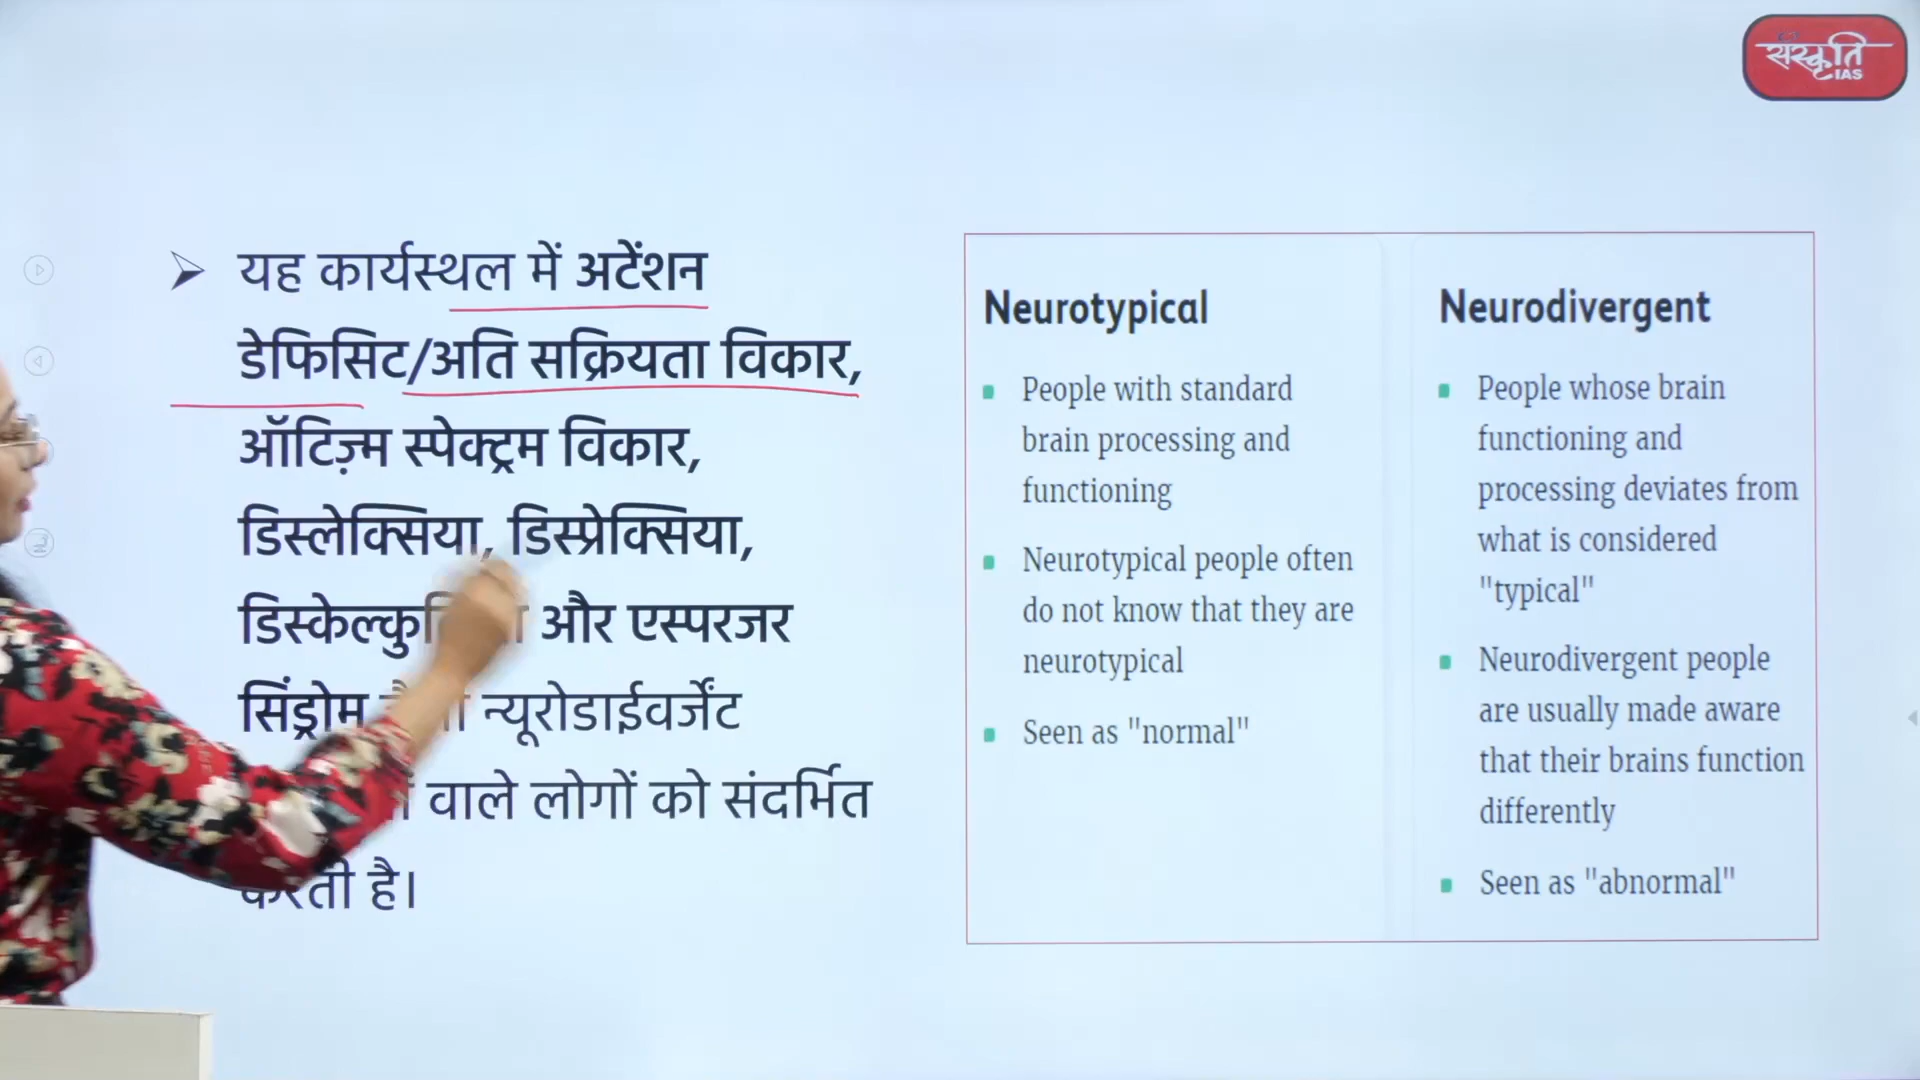 संस्कृति
IAS
यह कार्यस्थल में अटेंशन
डेफिसिट/अति सक्रियता विकार,
ऑटिज़्म स्पेक्ट्रम विकार,
डिस्लेक्सिया, डिस्प्रेक्सिया,
और एस्परजर
सिंड्रोम न्यूरोडाईवर्जेंट
वाले लोगों को संदर्भित
करती है।
Neurotypical
People with standard
brain processing and
functioning
Neurotypical people often
do not know that they are
neurotypical
Seen as "normal"
Neurodivergent
People whose brain
functioning and
processing deviates from
what is considered
"typical"
Neurodivergent people
are usually made aware
that their brains function
differently
Seen as "abnormal"